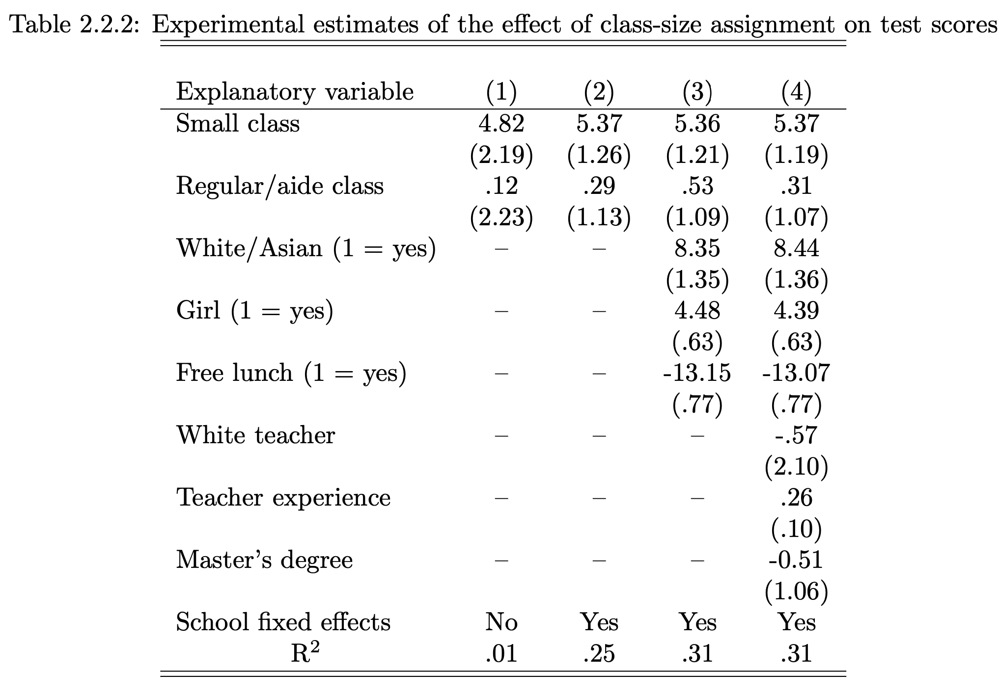 Table 2.2.2: Experimental estimates of the effect of class-size assignment on test scores
Explanatory variable (1) (2) (3) (4)
Small class 4.82 5.37 5.36 5.37
(2.19) (1.26) (1.21) (1.19)
Regular/aide class .12 .29 .53 .31
(2.23) (1.13) (1.09) (1.07)
White/Asian (1 = yes) – – 8.35 8.44
(1.35) (1.36)
Girl (1 = yes) – – 4.48 4.39
(.63) (.63)
Free lunch (1 = yes) – – -13.15 -13.07
(.77) (.77)
White teacher – – – -.57
(2.10)
Teacher experience – – – .26
(.10)
Master’s degree – – – -0.51
(1.06)
School fixed effects No Yes Yes Yes
R² .01 .25 .31 .31